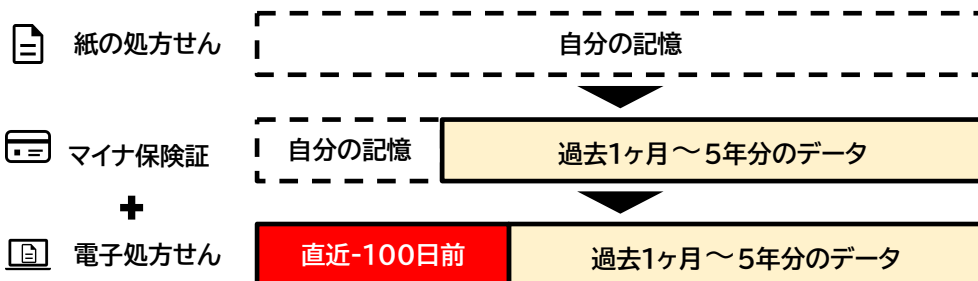 紙の処方せん
自分の記憶
マイナ保険証
自分の記憶
過去1ヶ月〜5年分のデータ
+
電子処方せん
直近-100日前
過去1ヶ月〜5年分のデータ